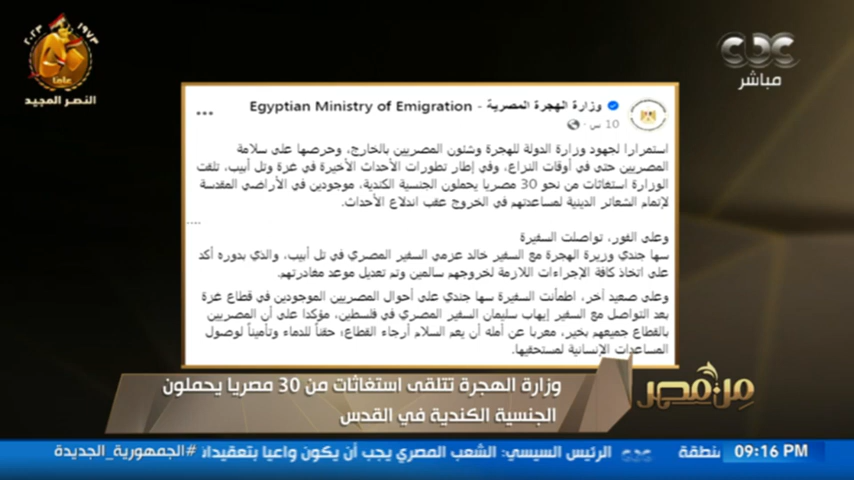 ١٩٧٣
٢٠٢٣
عاما
النصر المجيد
CBC
مباشر
وزارة الهجرة المصرية - Egyptian Ministry of Emigration
10 س
استمرارا لجهود وزارة الدولة للهجرة وشئون المصريين بالخارج، وحرصها على سلامة
المصريين حتى في أوقات النزاع، وفي إطار تطورات الأحداث الأخيرة في غزة وتل أبيب، تلقت
الوزارة استغاثات من نحو 30 مصريا يحملون الجنسية الكندية، موجودين في الأراضي المقدسة
لإتمام الشعائر الدينية لمساعدتهم في الخروج عقب اندلاع الأحداث.
وعلى الفور، تواصلت السفيرة
سها جندي وزيرة الهجرة مع السفير خالد عزمي السفير المصري في تل أبيب، والذي بدوره أكد
على اتخاذ كافة الإجراءات اللازمة لخروجهم سالمين وتم تعديل موعد مغادرتهم.
وعلى صعيد أخر، اطمأنت السفيرة سها جندي على أحوال المصريين الموجودين في قطاع غزة
بعد التواصل مع السفير إيهاب سليمان السفير المصري في فلسطين، مؤكدا على أن المصريين
بالقطاع جميعهم بخير، معربا عن أمله أن يعم السلام أرجاء القطاع؛ حقناً للدماء وتأميناً لوصول
المساعدات الإنسانية لمستحقيها.
وزارة الهجرة تتلقى استغاثات من 30 مصريا يحملون
الجنسية الكندية في القدس
من مصر
09:16 PM
منطقة CBC الرئيس السيسي: الشعب المصري يجب أن يكون واعيا بتعقيدات
#الجمهورية_الجديدة